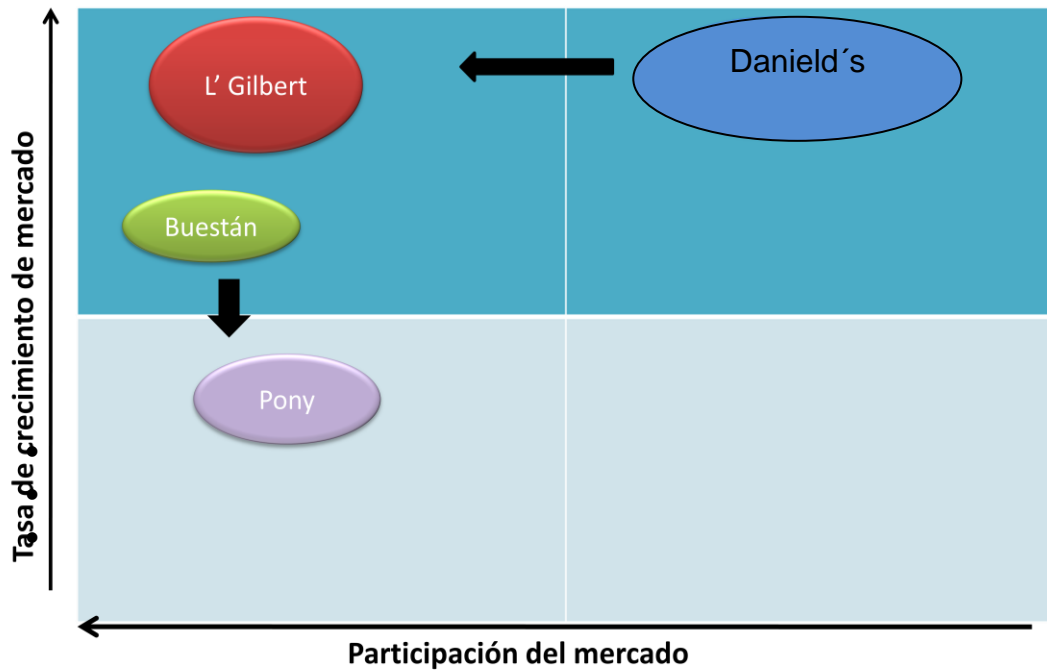 Tasa de crecimiento de mercado
L’ Gilbert
Danield´s
Buestán
Pony
Participación del mercado